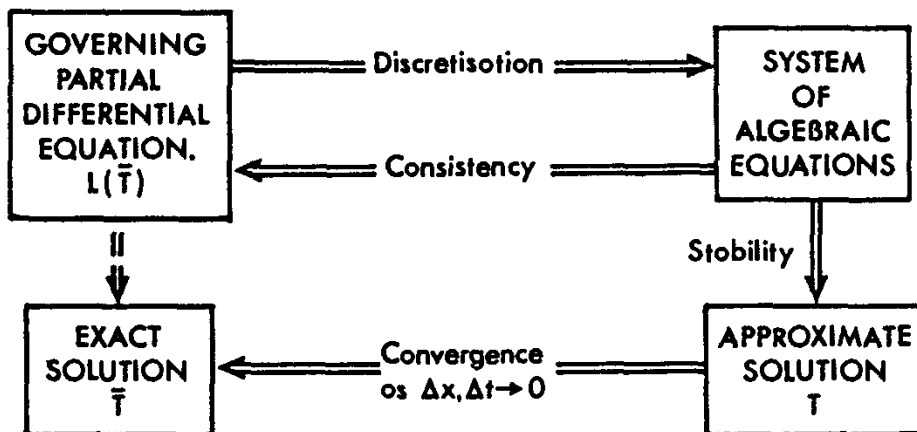 GOVERNING
PARTIAL
DIFFERENTIAL
EQUATION.
L(T̄)
Discretisotion
Consistency
SYSTEM
OF
ALGEBRAIC
EQUATIONS
Stobility
EXACT
SOLUTION
T̄
Convergence
os Δx,Δt→0
APPROXIMATE
SOLUTION
T